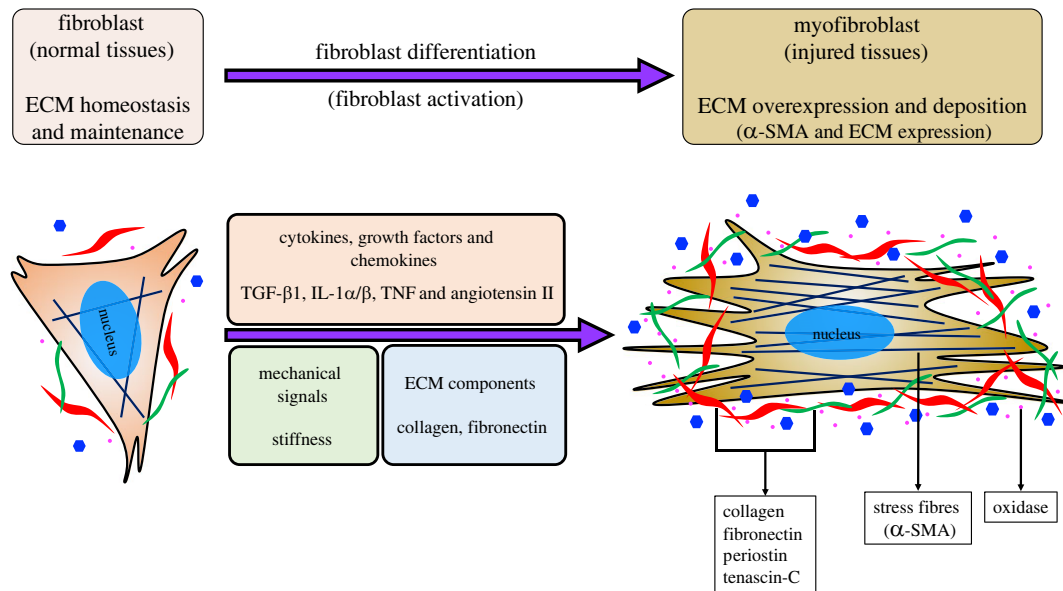 fibroblast
(normal tissues)
ECM homeostasis
and maintenance
fibroblast differentiation
(fibroblast activation)
myofibroblast
(injured tissues)
ECM overexpression and deposition
(α-SMA and ECM expression)
nucleus
cytokines, growth factors and
chemokines
TGF-β1, IL-1α/β, TNF and angiotensin II
mechanical
signals
stiffness
ECM components
collagen, fibronectin
nucleus
collagen
fibronectin
periostin
tenascin-C
stress fibres
(α-SMA)
oxidase